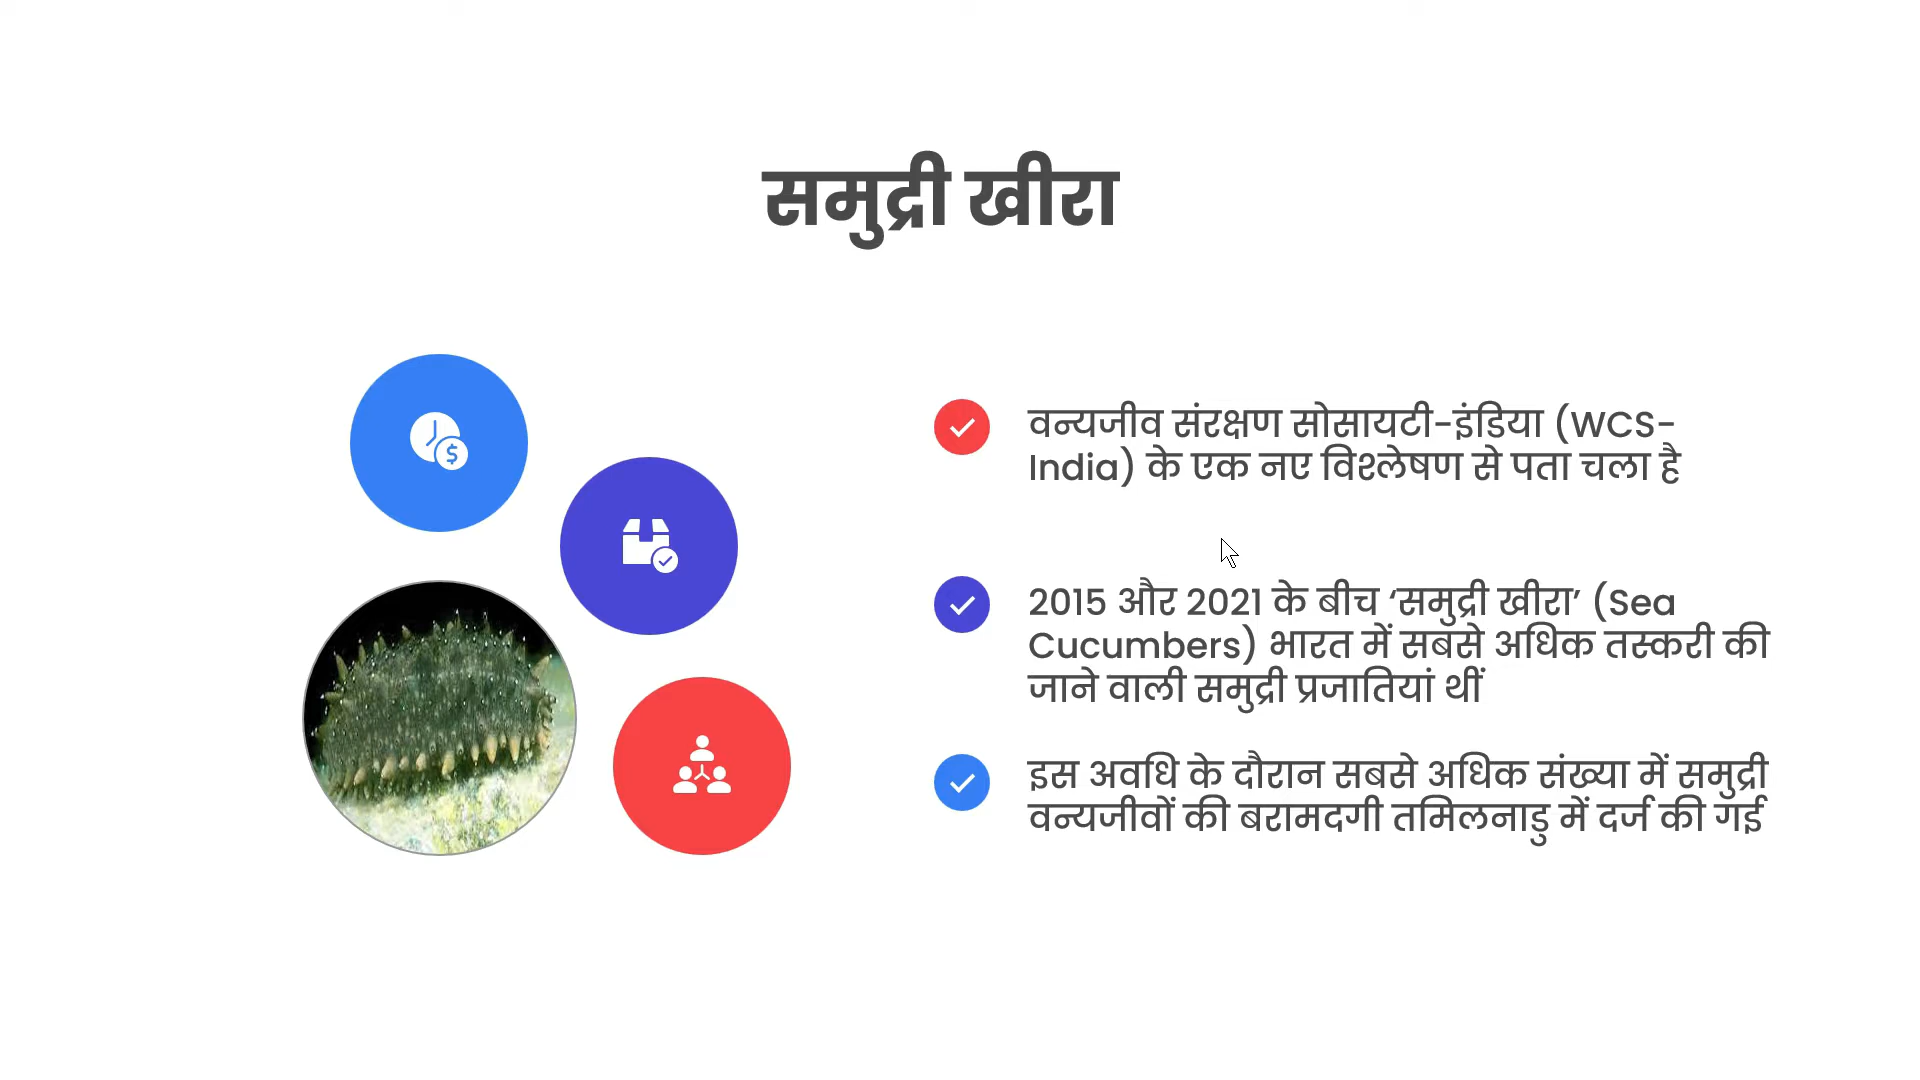 समुद्री खीरा
वन्यजीव संरक्षण सोसायटी-इंडिया (WCS-
India) के एक नए विश्लेषण से पता चला है
2015 और 2021 के बीच ‘समुद्री खीरा’ (Sea
Cucumbers) भारत में सबसे अधिक तस्करी की
जाने वाली समुद्री प्रजातियां थीं
इस अवधि के दौरान सबसे अधिक संख्या में समुद्री
वन्यजीवों की बरामदगी तमिलनाडु में दर्ज की गई